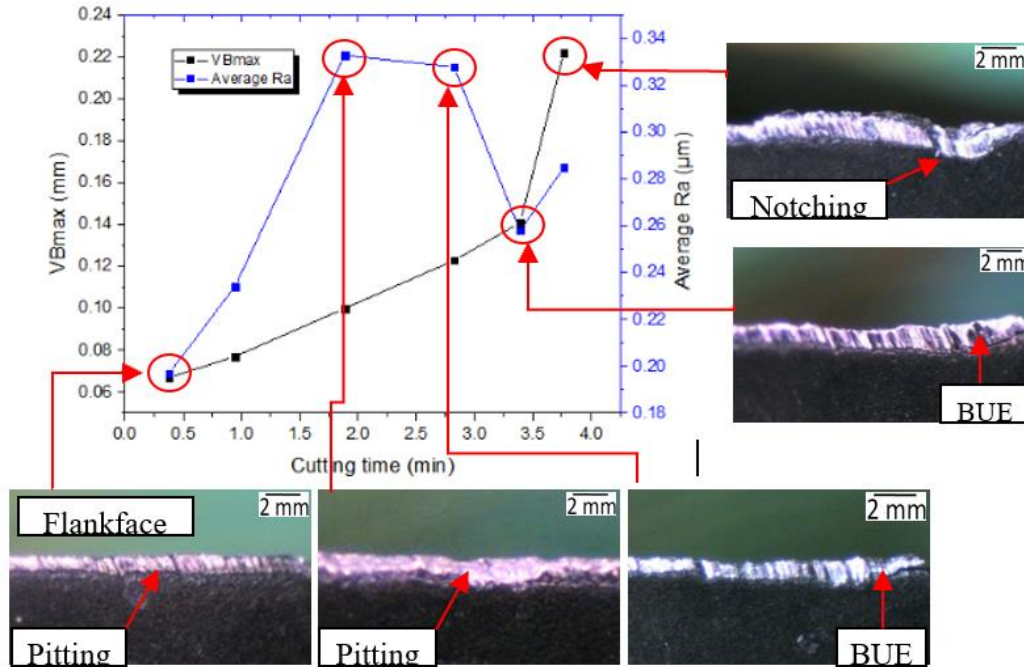 0.24
0.22
0.20
0.18
0.16
0.14
0.12
0.10
0.08
0.06
VBmax (mm)
VBmax
Average Ra
0.34
0.32
0.30
0.28
0.26
0.24
0.22
0.20
0.18
Average Ra (µm)
0.0 0.5 1.0 1.5 2.0 2.5 3.0 3.5 4.0
Cutting time (min)
2 mm
Notching
2 mm
BUE
Flankface
2 mm
Pitting
2 mm
Pitting
2 mm
BUE